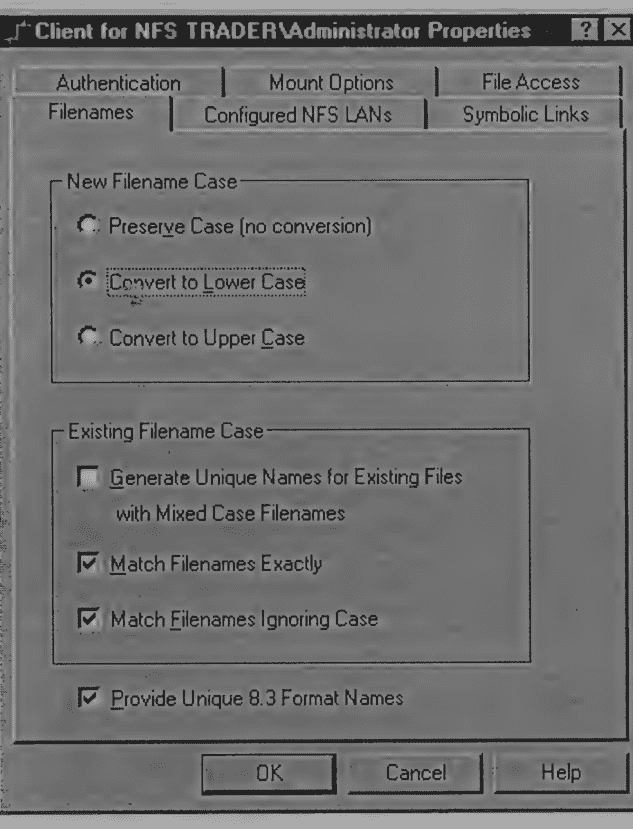 Client for NFS TRADER\Administrator Properties
Authentication
Mount Options
File Access
Filenames
Configured NFS LANs
Symbolic Links
New Filename Case
Preserve Case (no conversion)
Convert to Lower Case
Convert to Upper Case
Existing Filename Case
Generate Unique Names for Existing Files
with Mixed Case Filenames
Match Filenames Exactly
Match Filenames Ignoring Case
Provide Unique 8.3 Format Names
OK
Cancel
Help